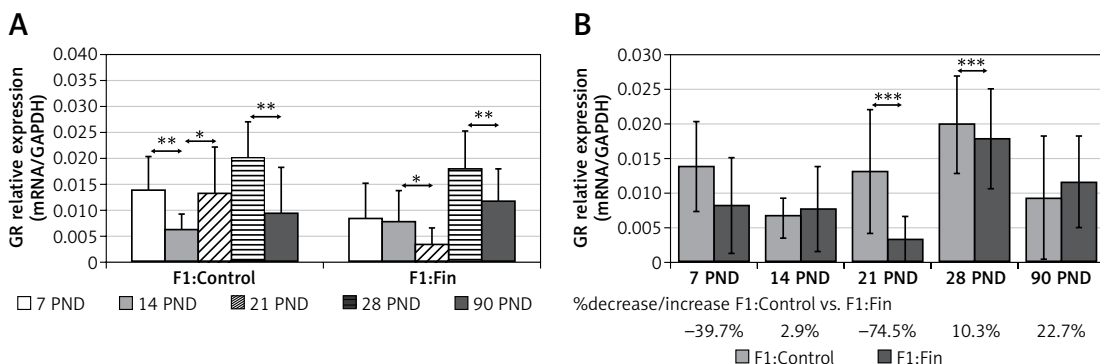 A
GR relative expression
(mRNA/GAPDH)
0.040
0.035
0.030
0.025
0.020
0.015
0.010
0.005
0
**
*
**
*
**
F1:Control
F1:Fin
7 PND
14 PND
21 PND
28 PND
90 PND
B
GR relative expression
(mRNA/GAPDH)
0.030
0.025
0.020
0.015
0.010
0.005
0
***
***
7 PND
14 PND
21 PND
28 PND
90 PND
%decrease/increase F1:Control vs. F1:Fin
–39.7%
2.9%
–74.5%
10.3%
22.7%
F1:Control
F1:Fin